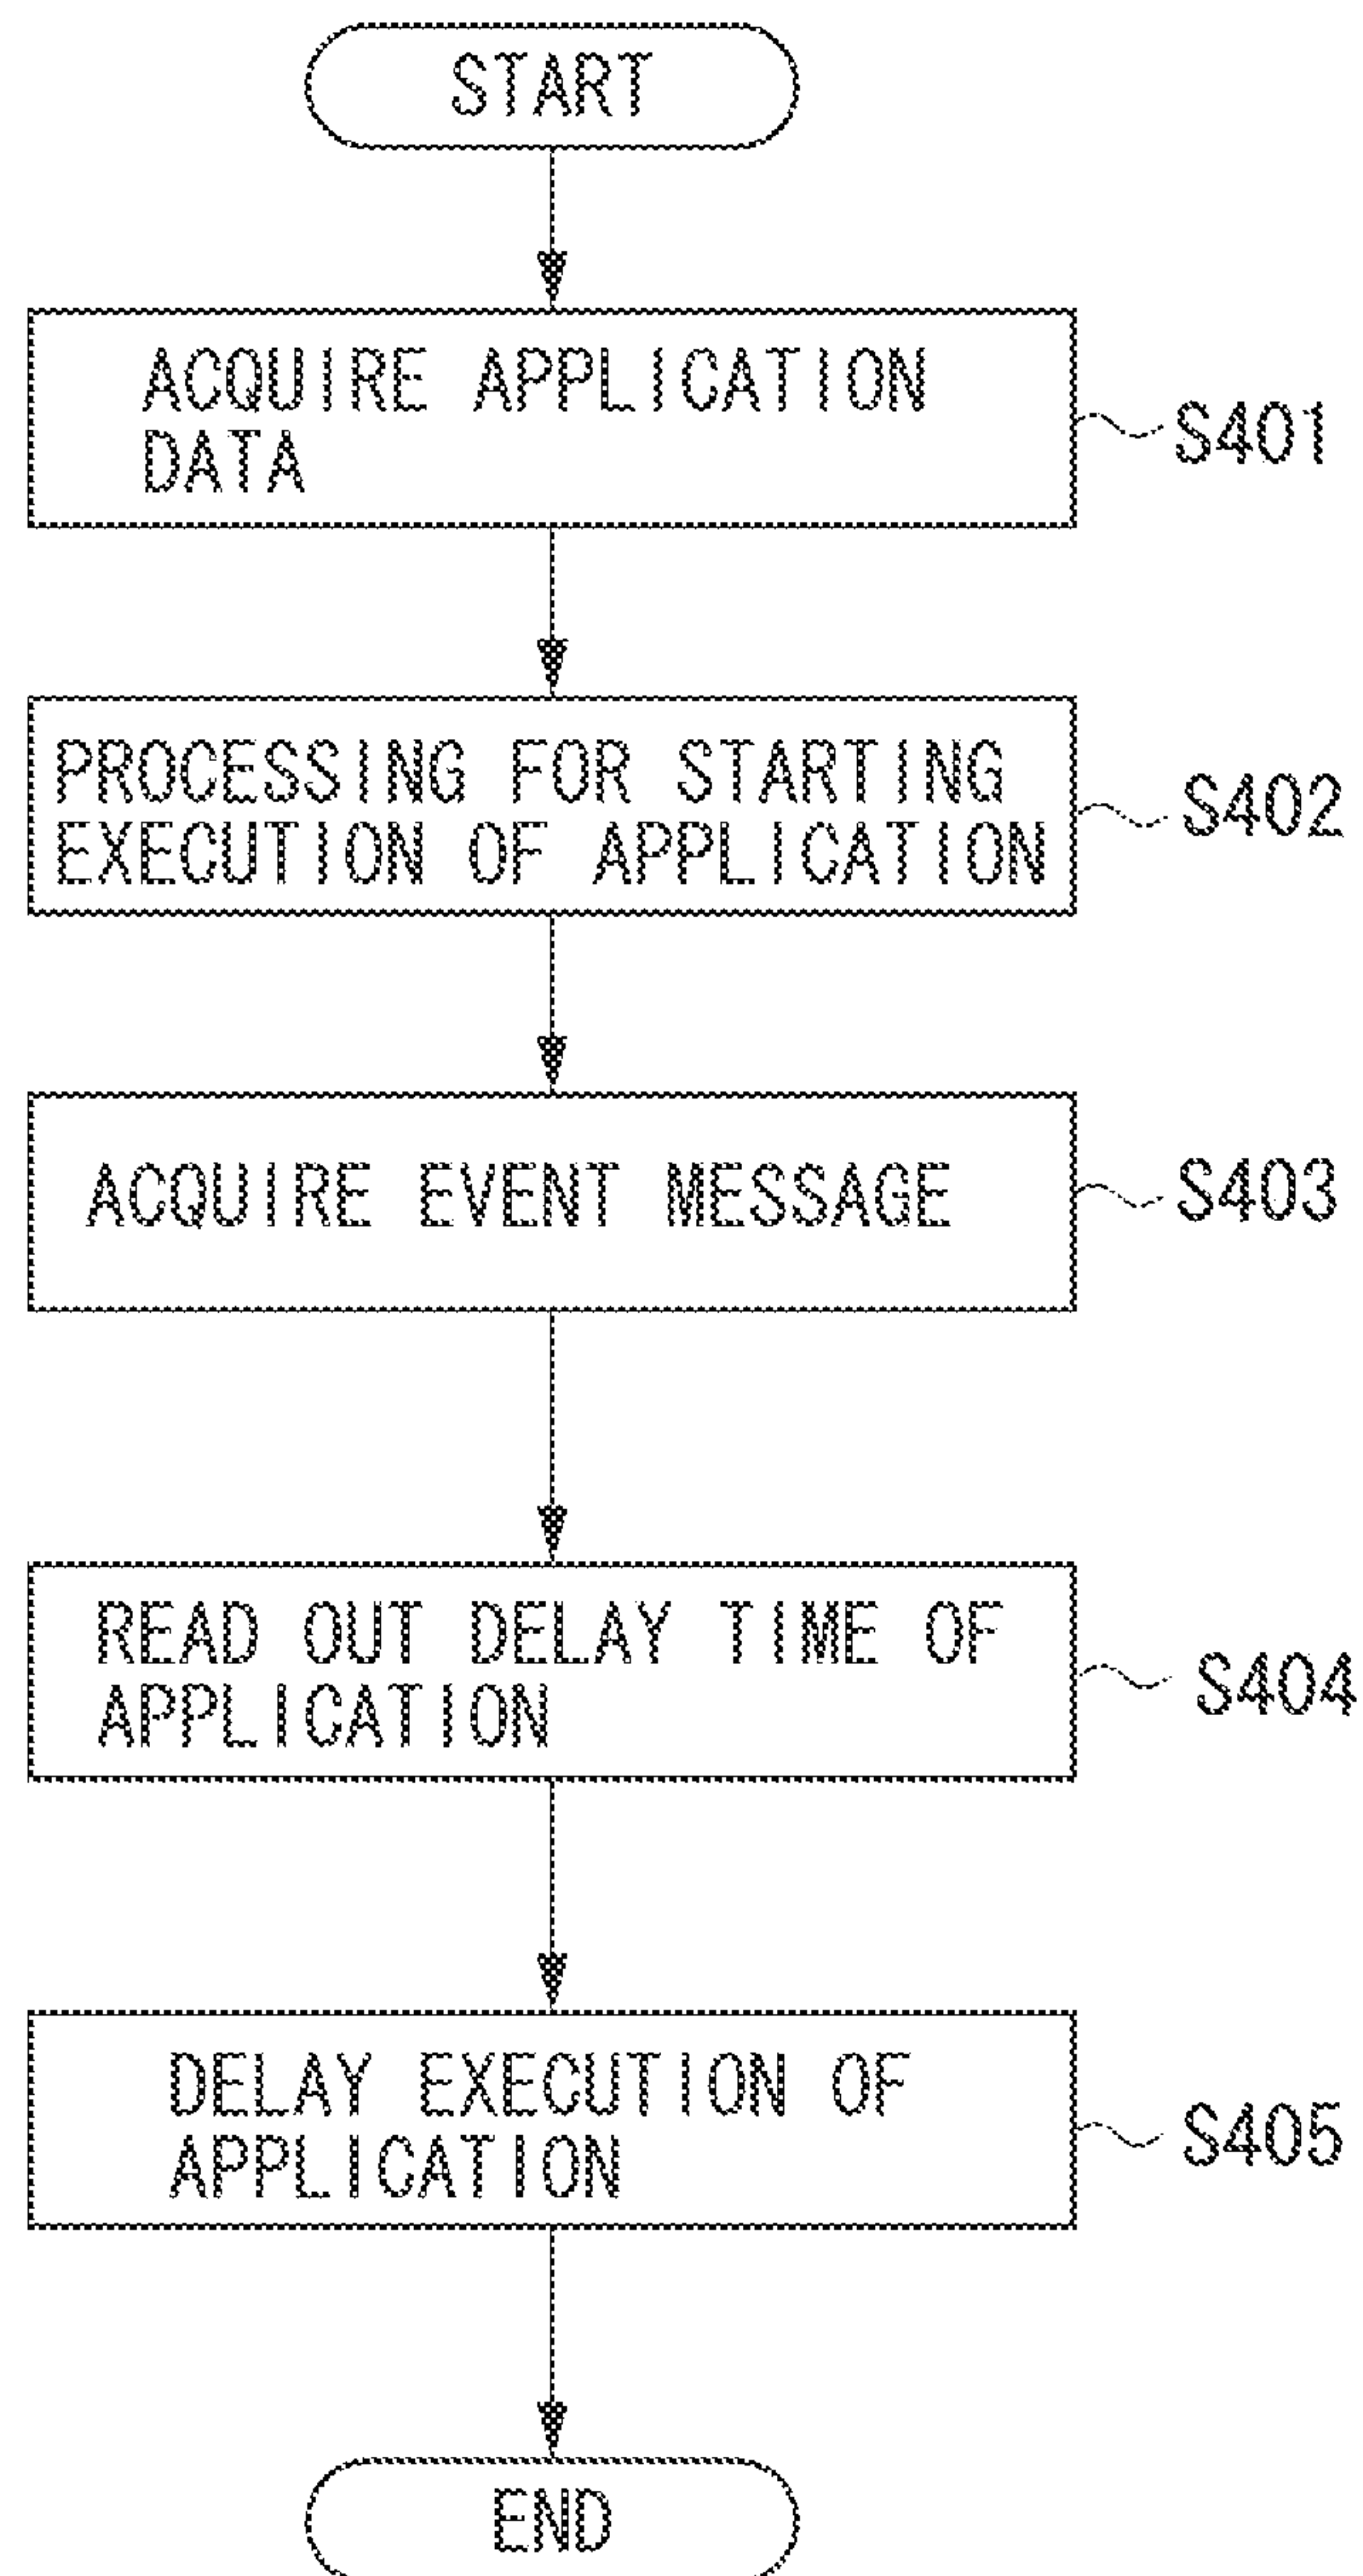 START
ACQUIRE APPLICATION
DATA
S401
PROCESSING FOR STARTING
EXECUTION OF APPLICATION
S402
ACQUIRE EVENT MESSAGE
S403
READ OUT DELAY TIME OF
APPLICATION
S404
DELAY EXECUTION OF
APPLICATION
S405
END